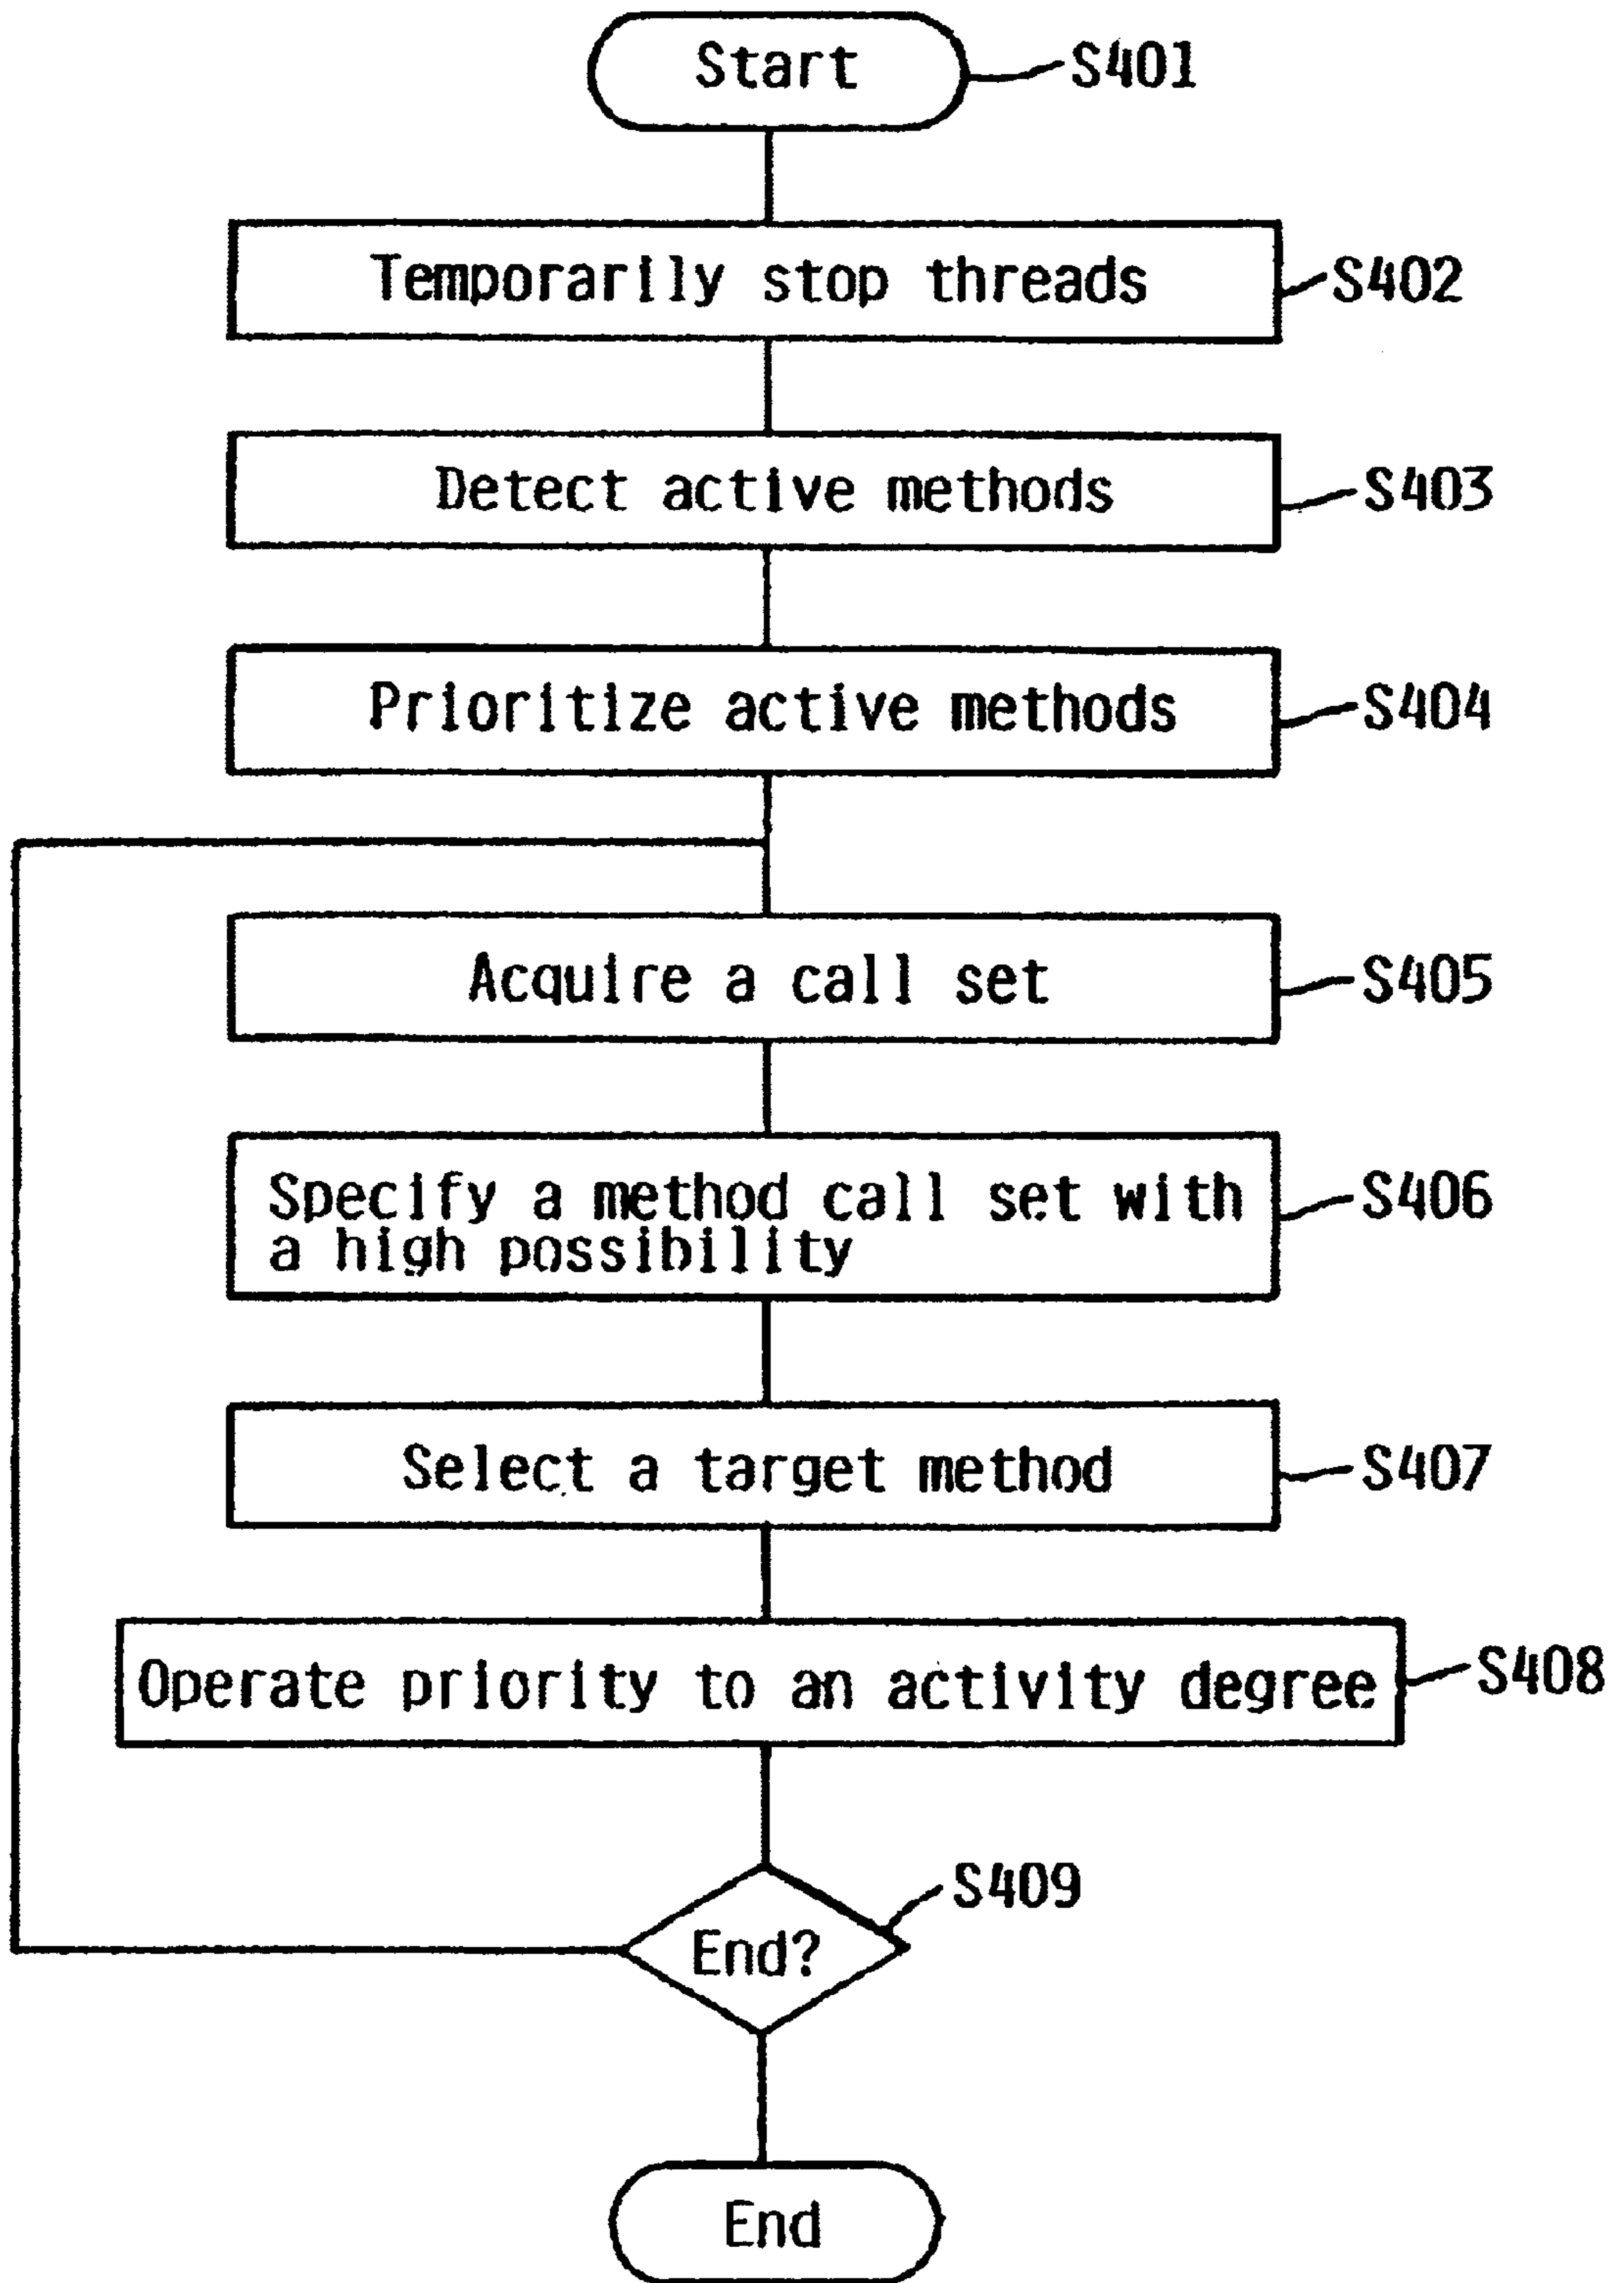 Start
S401
Temporarily stop threads
S402
Detect active methods
S403
Prioritize active methods
S404
Acquire a call set
S405
Specify a method call set with
a high possibility
S406
Select a target method
S407
Operate priority to an activity degree
S408
End?
S409
End